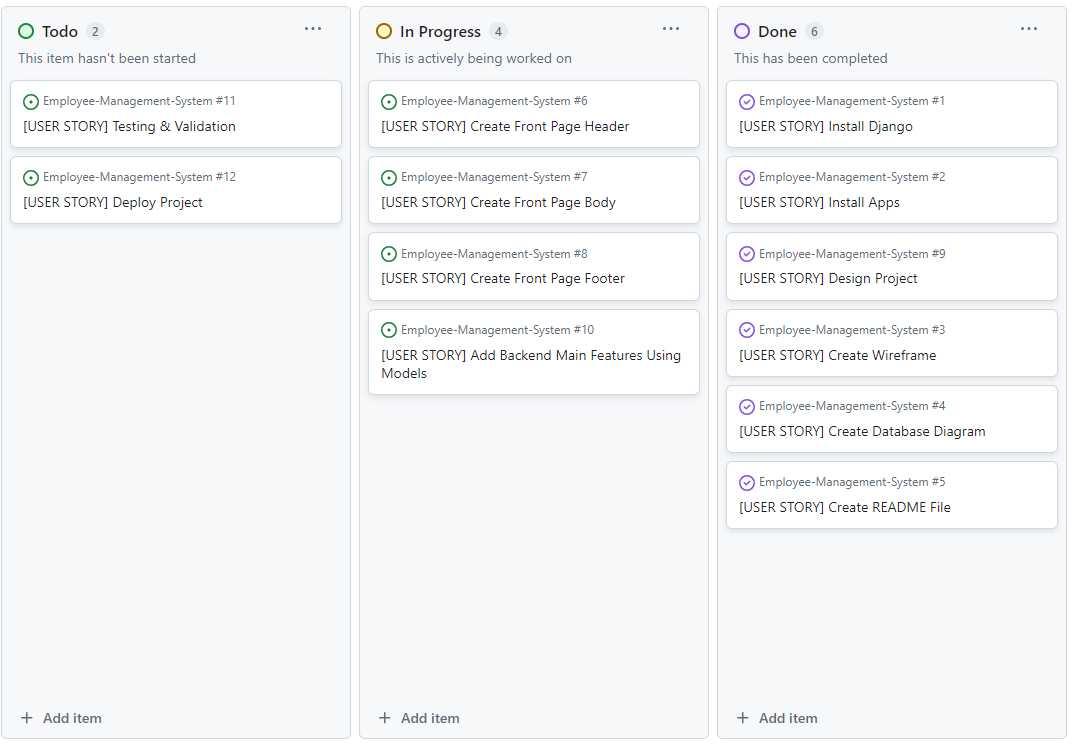 Todo 2
This item hasn't been started
Employee-Management-System #11
[USER STORY] Testing & Validation
Employee-Management-System #12
[USER STORY] Deploy Project
+ Add item
In Progress 4
This is actively being worked on
Employee-Management-System #6
[USER STORY] Create Front Page Header
Employee-Management-System #7
[USER STORY] Create Front Page Body
Employee-Management-System #8
[USER STORY] Create Front Page Footer
Employee-Management-System #10
[USER STORY] Add Backend Main Features Using
Models
+ Add item
Done 6
This has been completed
Employee-Management-System #1
[USER STORY] Install Django
Employee-Management-System #2
[USER STORY] Install Apps
Employee-Management-System #9
[USER STORY] Design Project
Employee-Management-System #3
[USER STORY] Create Wireframe
Employee-Management-System #4
[USER STORY] Create Database Diagram
Employee-Management-System #5
[USER STORY] Create README File
+ Add item